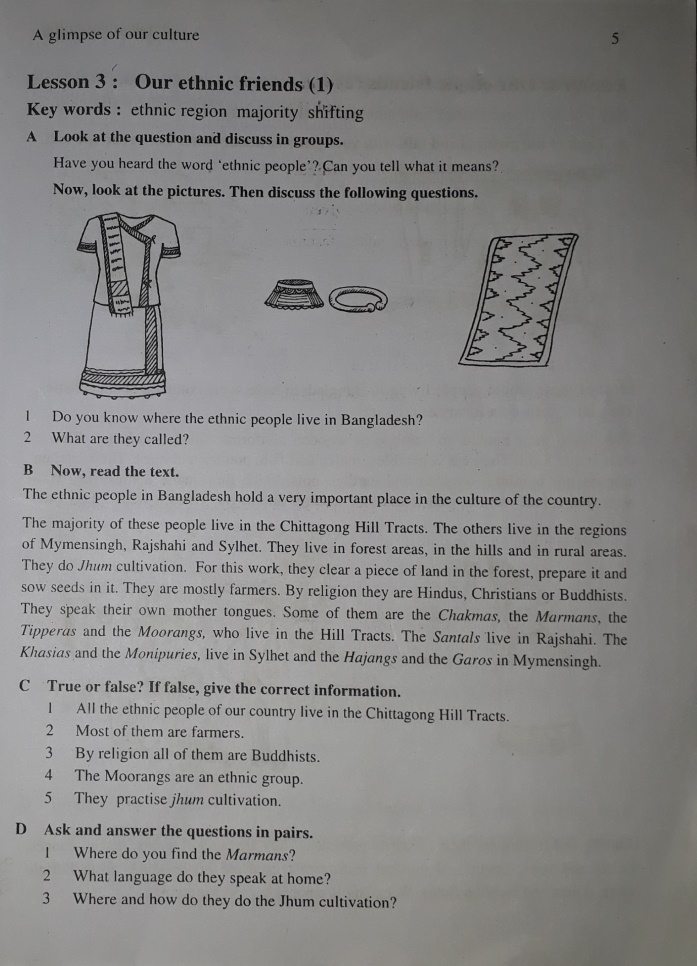 A glimpse of our culture 5
Lesson 3 : Our ethnic friends (1)
Key words : ethnic region majority shifting
A Look at the question and discuss in groups.
Have you heard the word ‘ethnic people’? Can you tell what it means?
Now, look at the pictures. Then discuss the following questions.
1 Do you know where the ethnic people live in Bangladesh?
2 What are they called?
B Now, read the text.
The ethnic people in Bangladesh hold a very important place in the culture of the country.
The majority of these people live in the Chittagong Hill Tracts. The others live in the regions
of Mymensingh, Rajshahi and Sylhet. They live in forest areas, in the hills and in rural areas.
They do Jhum cultivation. For this work, they clear a piece of land in the forest, prepare it and
sow seeds in it. They are mostly farmers. By religion they are Hindus, Christians or Buddhists.
They speak their own mother tongues. Some of them are the Chakmas, the Marmans, the
Tipperas and the Moorangs, who live in the Hill Tracts. The Santals live in Rajshahi. The
Khasias and the Monipuries, live in Sylhet and the Hajangs and the Garos in Mymensingh.
C True or false? If false, give the correct information.
1 All the ethnic people of our country live in the Chittagong Hill Tracts.
2 Most of them are farmers.
3 By religion all of them are Buddhists.
4 The Moorangs are an ethnic group.
5 They practise jhum cultivation.
D Ask and answer the questions in pairs.
1 Where do you find the Marmans?
2 What language do they speak at home?
3 Where and how do they do the Jhum cultivation?